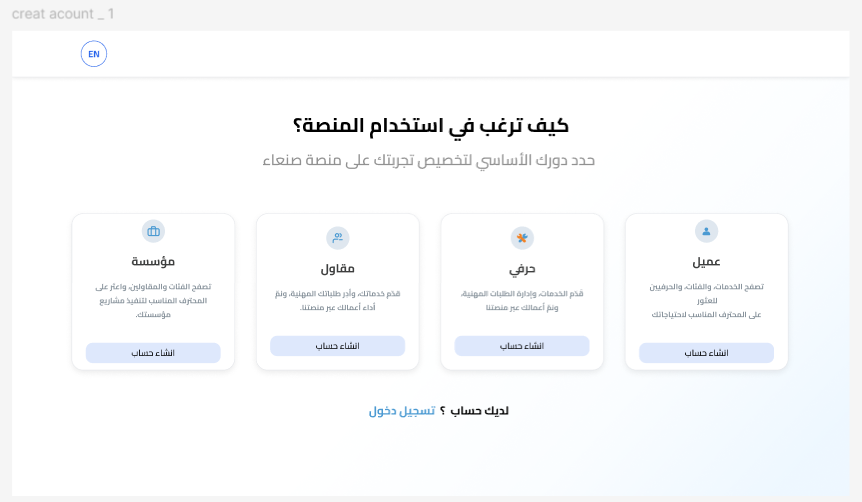 creat acount _ 1
EN
كيف ترغب في استخدام المنصة؟
حدد دورك الأساسي لتخصيص تجربتك على منصة صنعاء
عميل
تصفح الخدمات، والفئات، والحرفيين
للعثور
على المحترف المناسب لاحتياجاتك
انشاء حساب
حرفي
قدّم الخدمات، وإدارة الطلبات المهنية،
ونمّ أعمالك عبر منصتنا
انشاء حساب
مقاول
قدّم خدماتك، وأدر طلباتك المهنية، ونمّ
أداء أعمالك عبر منصتنا.
انشاء حساب
مؤسسة
تصفح الفئات والمقاولين، واعثر على
المحترف المناسب لتنفيذ مشاريع
مؤسستك.
انشاء حساب
لديك حساب ؟ تسجيل دخول